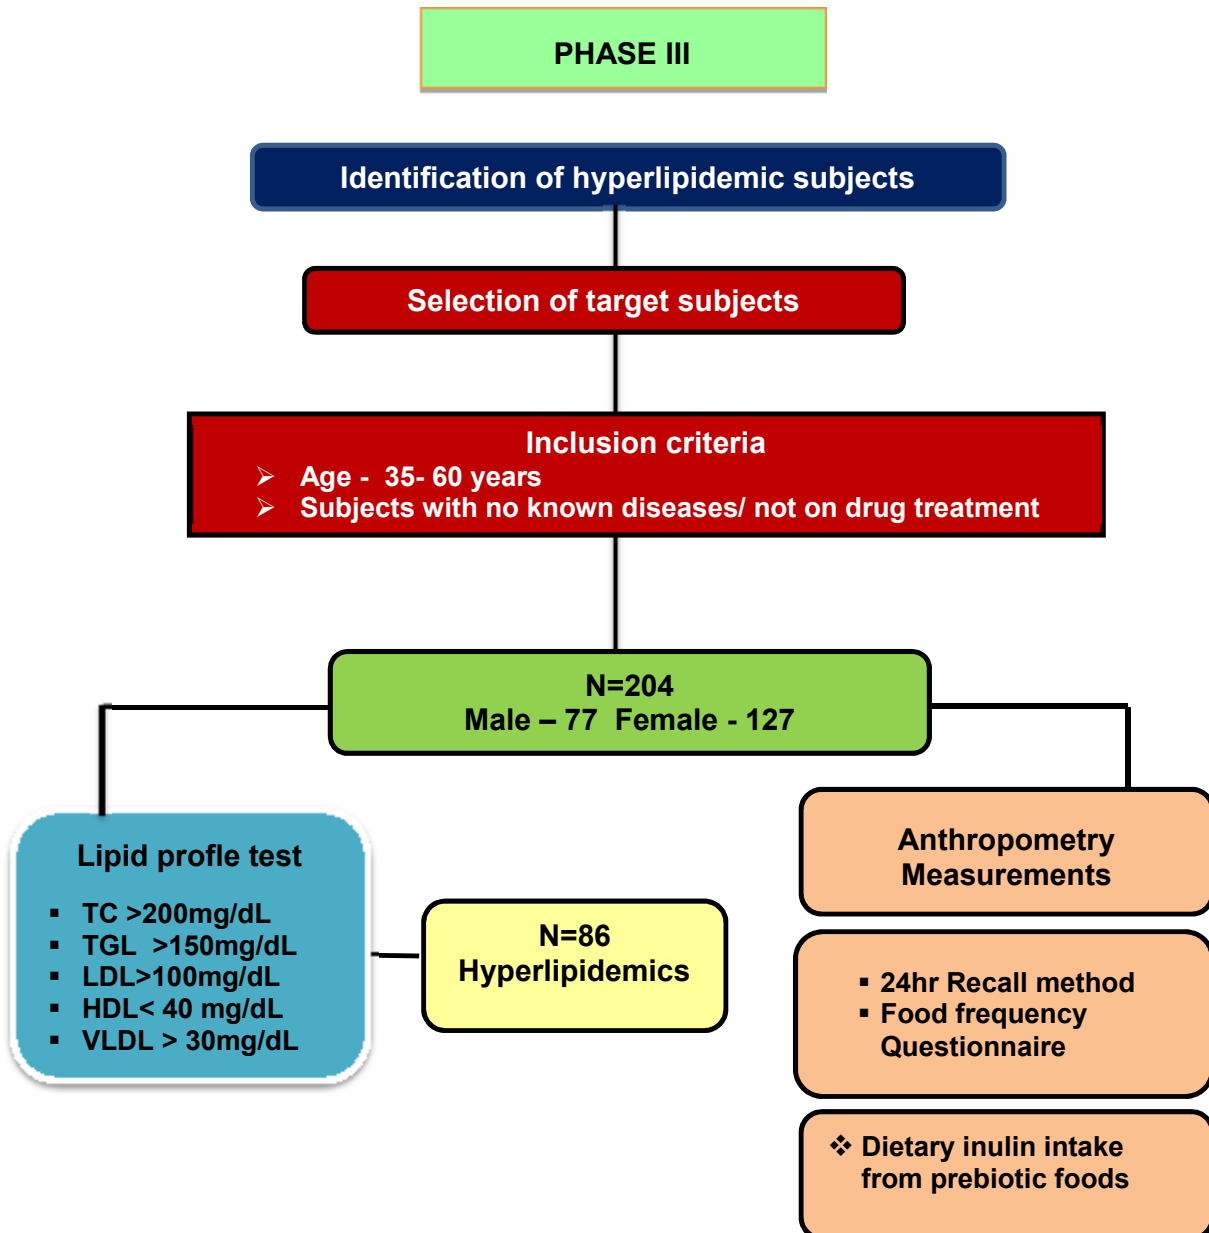 PHASE III
Identification of hyperlipidemic subjects
Selection of target subjects
Inclusion criteria
➢ Age - 35- 60 years
➢ Subjects with no known diseases/ not on drug treatment
N=204
Male – 77 Female - 127
Lipid profle test
▪ TC >200mg/dL
▪ TGL >150mg/dL
▪ LDL>100mg/dL
▪ HDL< 40 mg/dL
▪ VLDL > 30mg/dL
N=86
Hyperlipidemics
Anthropometry
Measurements
▪ 24hr Recall method
▪ Food frequency
Questionnaire
❖ Dietary inulin intake
from prebiotic foods